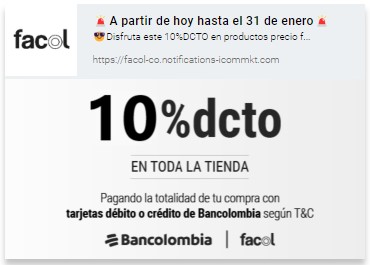 facol
🚨 A partir de hoy hasta el 31 de enero 🚨
😎Disfruta este 10%DCTO en productos precio f...
https://facol-co.notifications-icommkt.com
10%dcto
EN TODA LA TIENDA
Pagando la totalidad de tu compra con
tarjetas débito o crédito de Bancolombia según T&C
Bancolombia | facol